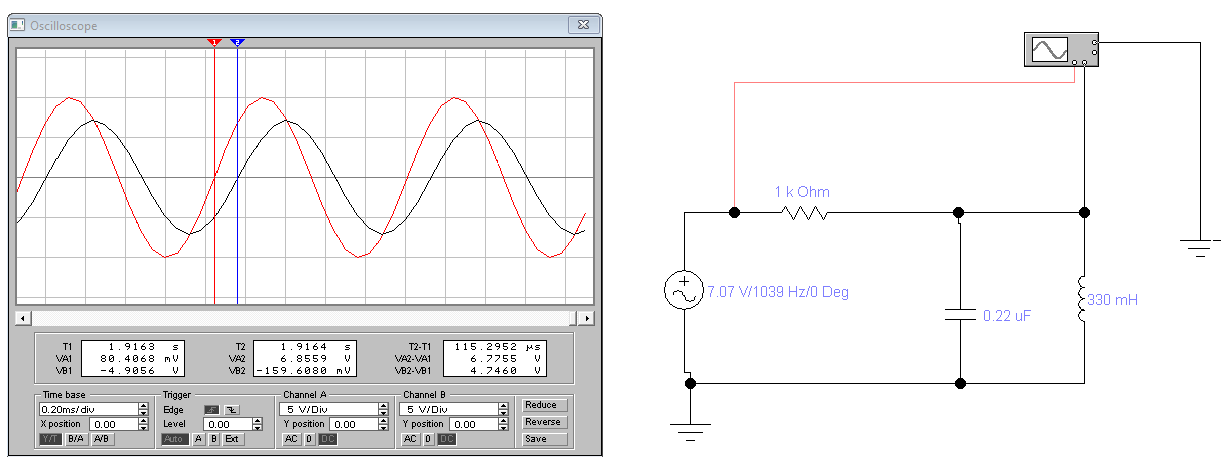 Oscilloscope
1 2
T1 1.9163 s T2 1.9164 s T2-T1 115.2952 µs
VA1 80.4068 mV VA2 6.8559 V VA2-VA1 6.7755 V
VB1 -4.9056 V VB2 -159.6080 mV VB2-VB1 4.7460 V
Time base Trigger Channel A Channel B
0.20ms/div Edge 5 V/Div 5 V/Div Reduce
X position 0.00 Level 0.00 Y position 0.00 Y position 0.00 Reverse
Y/T B/A A/B Auto A B Ext AC 0 DC AC 0 DC Save
1 k Ohm
7.07 V/1039 Hz/0 Deg
0.22 uF
330 mH